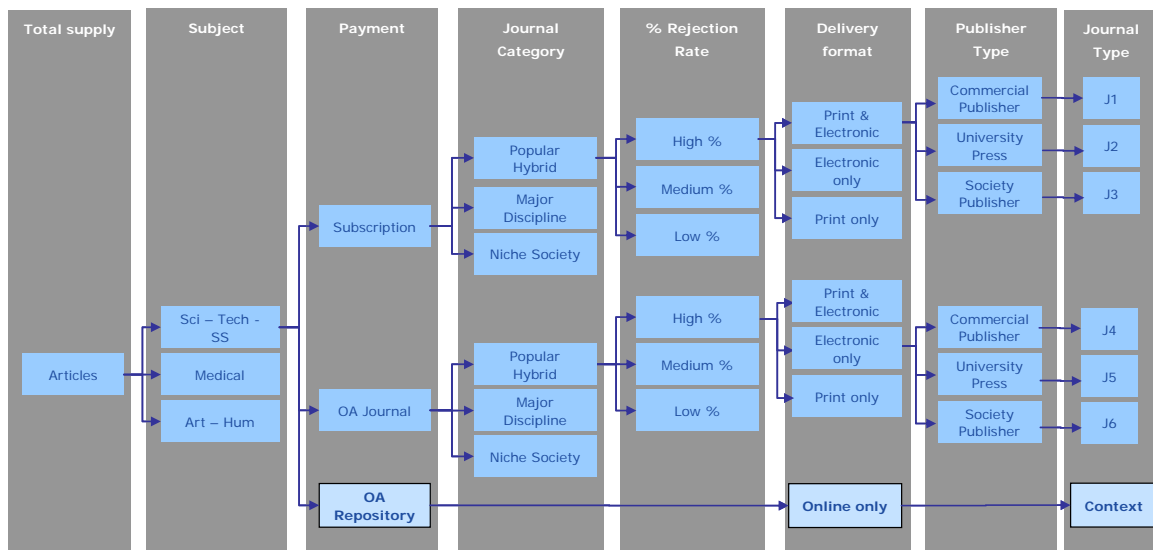 Total supply
Subject
Payment
Journal
Category
% Rejection
Rate
Delivery
format
Publisher
Type
Journal
Type
Articles
Sci – Tech -
SS
Medical
Art – Hum
Subscription
OA Journal
OA
Repository
Popular
Hybrid
Major
Discipline
Niche Society
Popular
Hybrid
Major
Discipline
Niche Society
High %
Medium %
Low %
High %
Medium %
Low %
Print &
Electronic
Electronic
only
Print only
Print &
Electronic
Electronic
only
Print only
Online only
Commercial
Publisher
University
Press
Society
Publisher
Commercial
Publisher
University
Press
Society
Publisher
J1
J2
J3
J4
J5
J6
Context